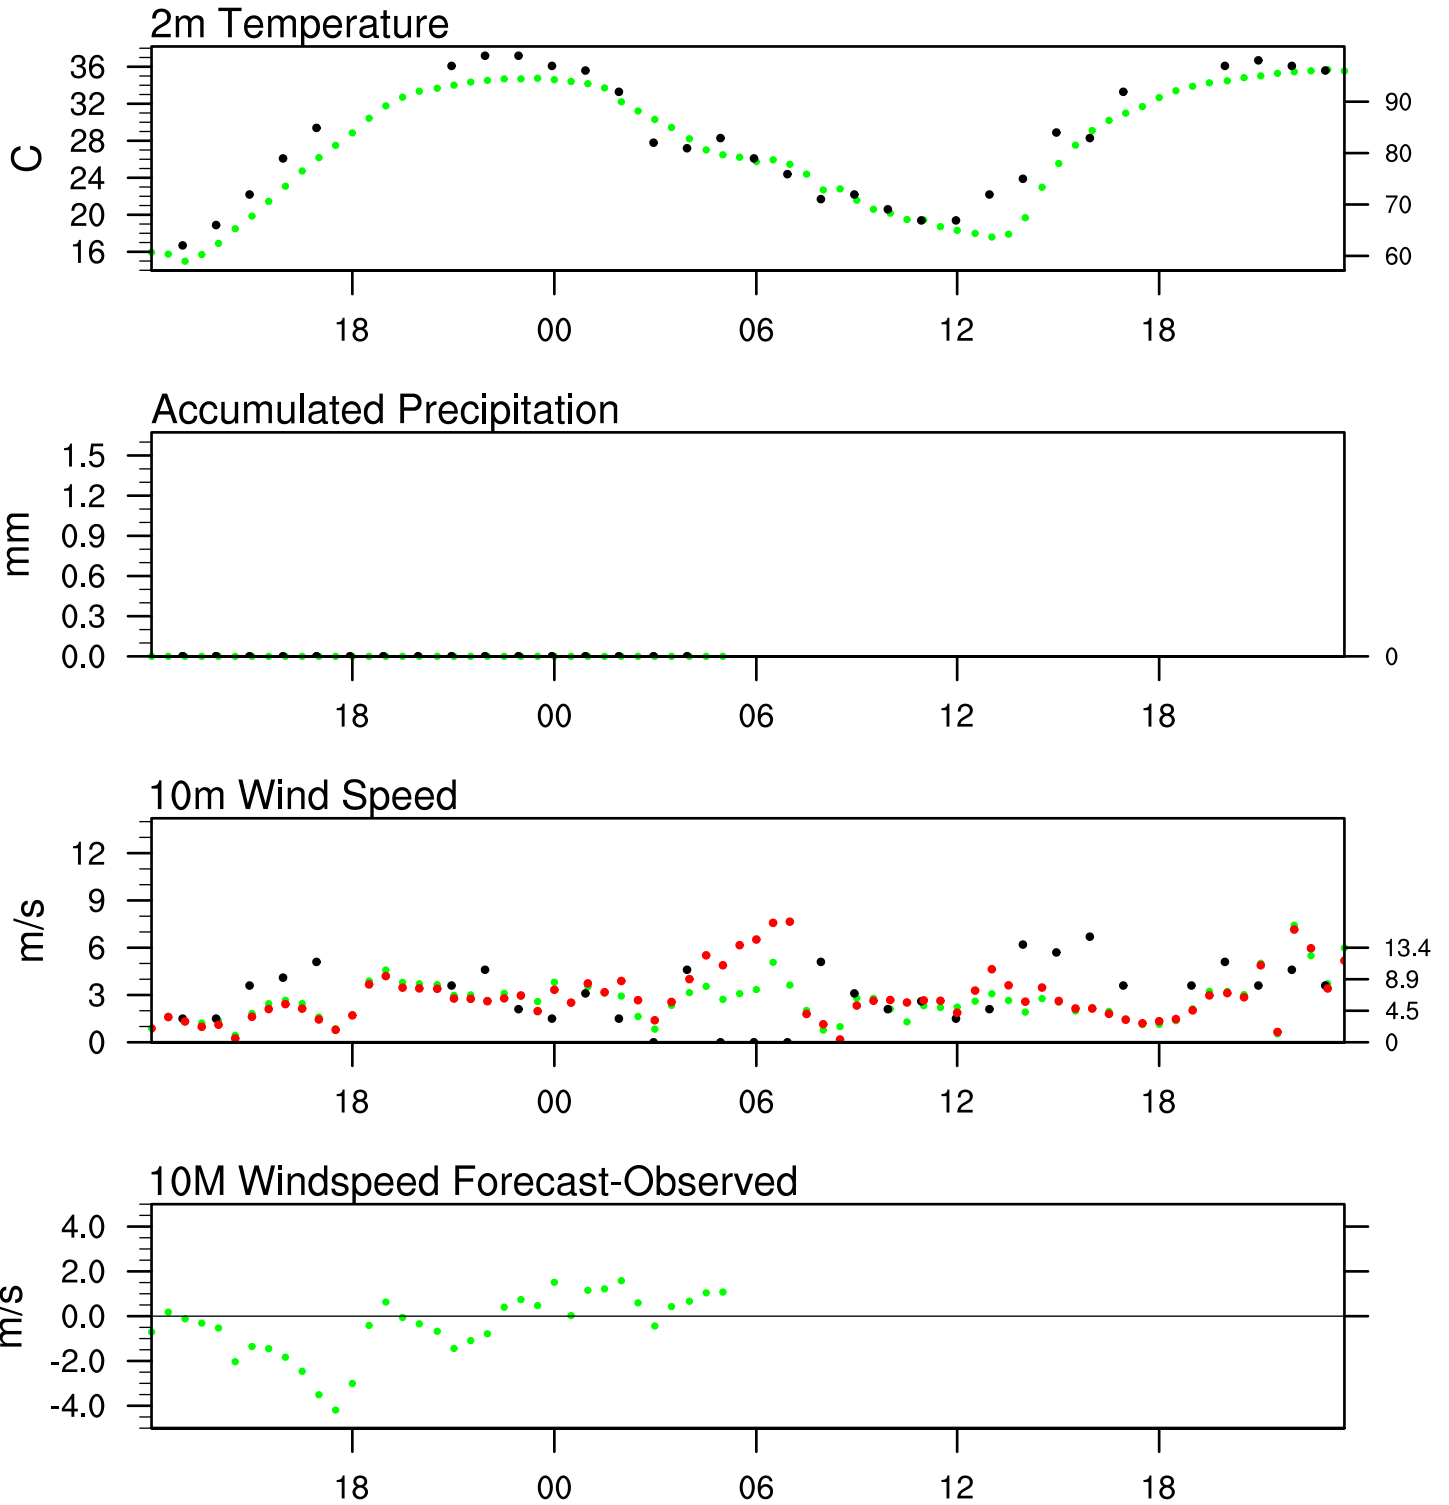 2m Temperature
36
32
28
24
20
16
C
90
80
70
60
18 00 06 12 18
Accumulated Precipitation
1.5
1.2
0.9
0.6
0.3
0.0
mm
0
18 00 06 12 18
10m Wind Speed
12
9
6
3
0
m/s
13.4
8.9
4.5
0
18 00 06 12 18
10M Windspeed Forecast-Observed
4.0
2.0
0.0
-2.0
-4.0
m/s
18 00 06 12 18